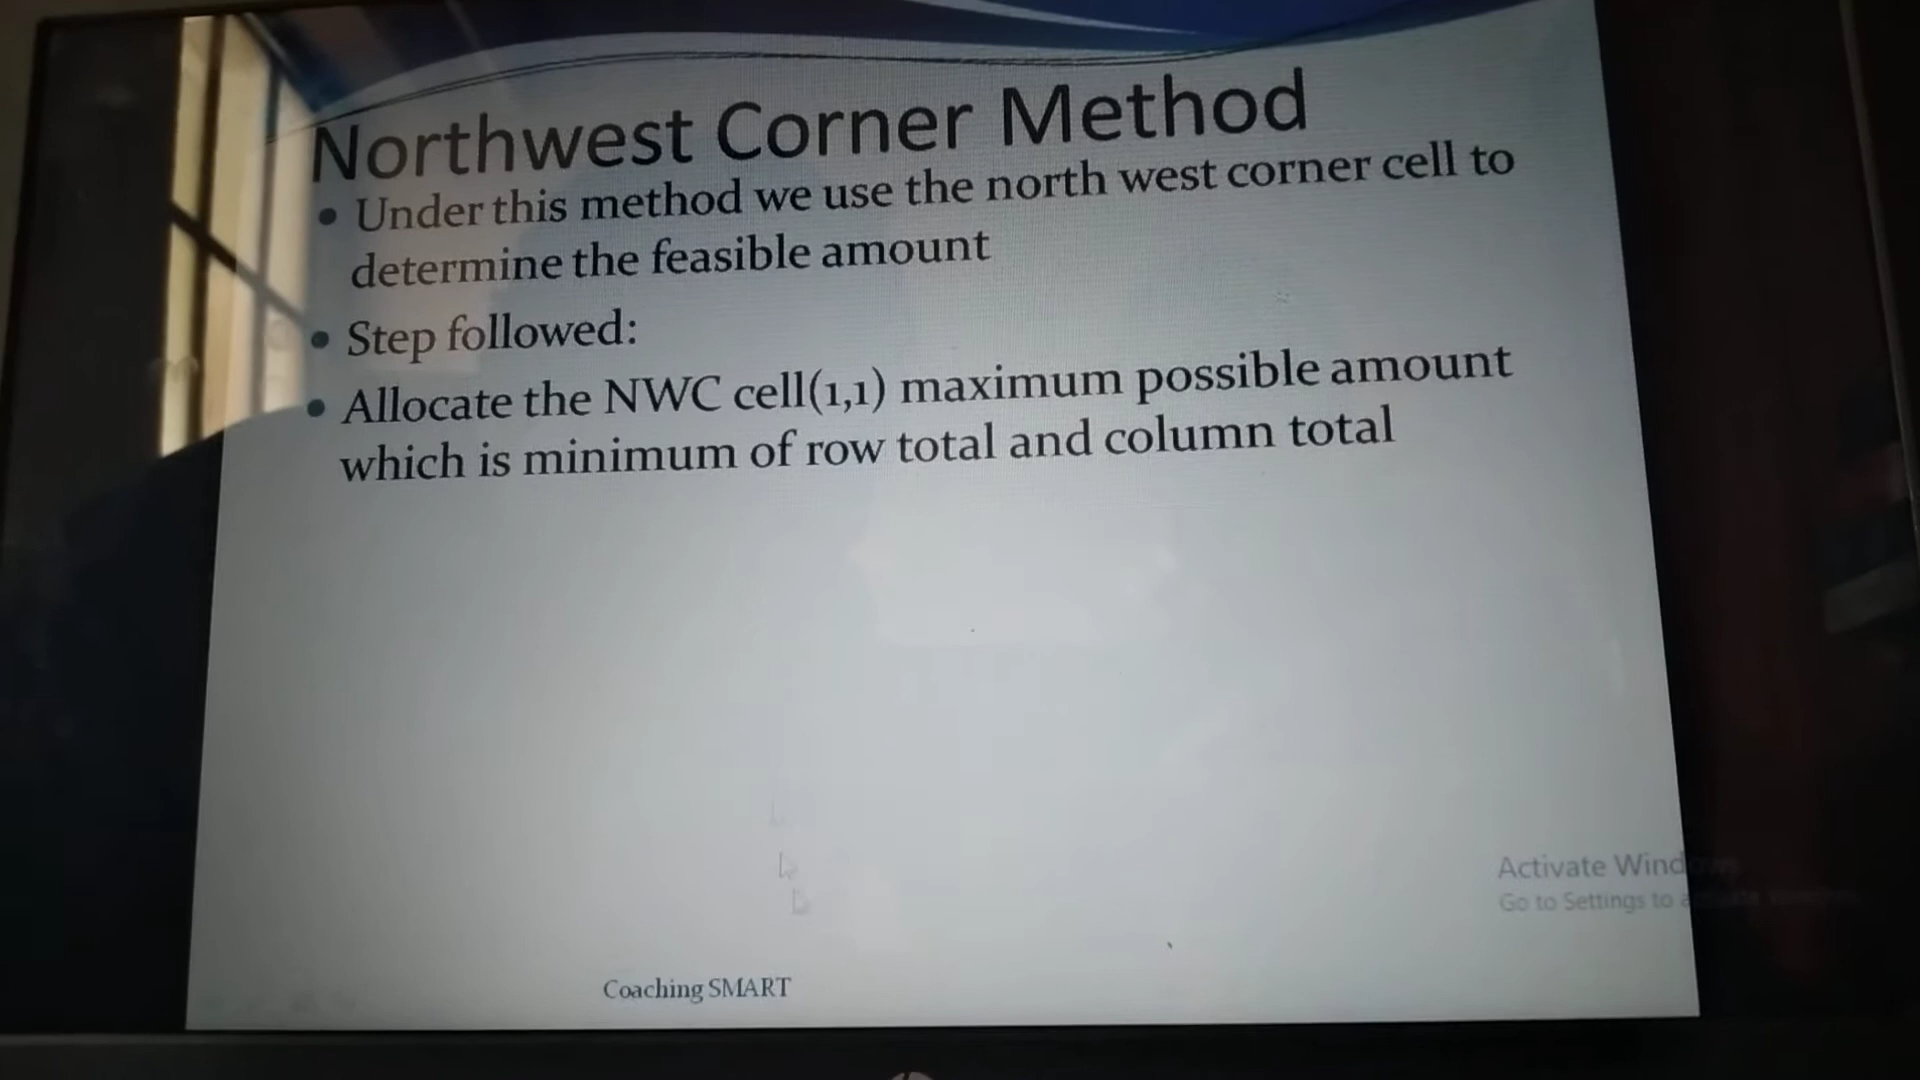 Northwest Corner Method
• Under this method we use the north west corner cell to
determine the feasible amount
• Step followed:
• Allocate the NWC cell(1,1) maximum possible amount
which is minimum of row total and column total
Activate
Go to Settings to
Coaching SMART